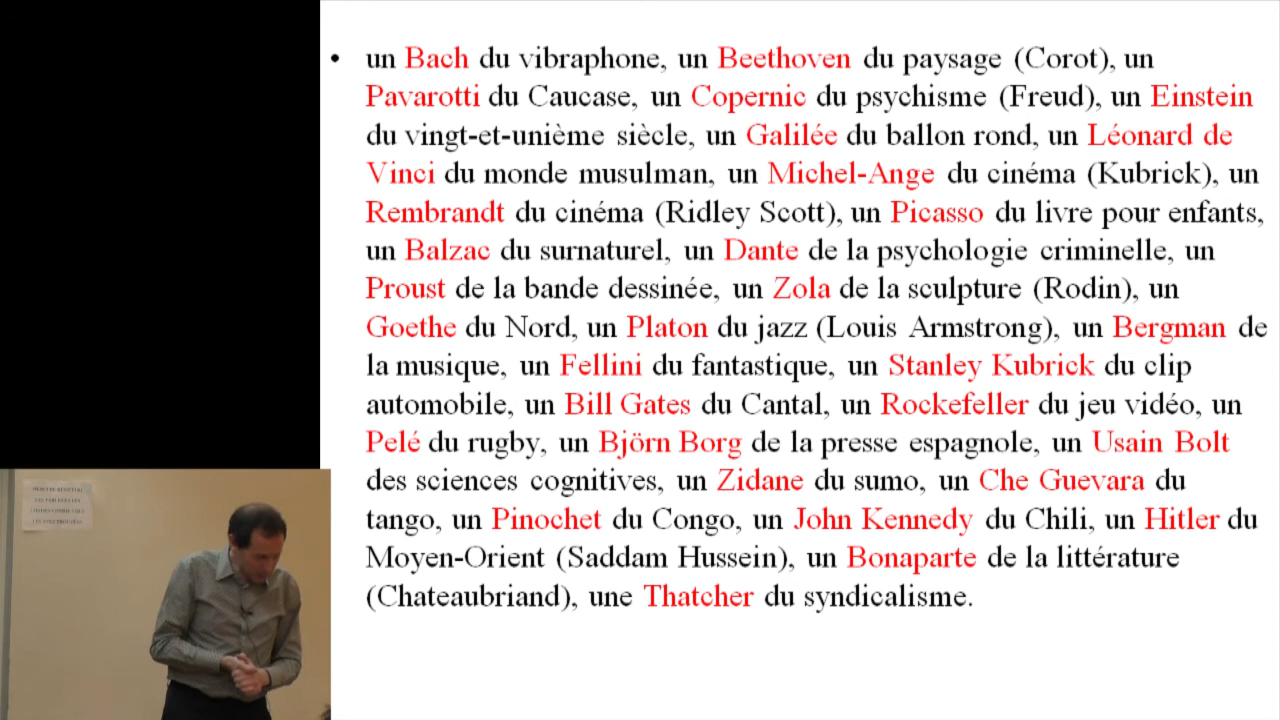 • un Bach du vibraphone, un Beethoven du paysage (Corot), un
Pavarotti du Caucase, un Copernic du psychisme (Freud), un Einstein
du vingt-et-unième siècle, un Galilée du ballon rond, un Léonard de
Vinci du monde musulman, un Michel-Ange du cinéma (Kubrick), un
Rembrandt du cinéma (Ridley Scott), un Picasso du livre pour enfants,
un Balzac du surnaturel, un Dante de la psychologie criminelle, un
Proust de la bande dessinée, un Zola de la sculpture (Rodin), un
Goethe du Nord, un Platon du jazz (Louis Armstrong), un Bergman de
la musique, un Fellini du fantastique, un Stanley Kubrick du clip
automobile, un Bill Gates du Cantal, un Rockefeller du jeu vidéo, un
Pelé du rugby, un Björn Borg de la presse espagnole, un Usain Bolt
des sciences cognitives, un Zidane du sumo, un Che Guevara du
tango, un Pinochet du Congo, un John Kennedy du Chili, un Hitler du
Moyen-Orient (Saddam Hussein), un Bonaparte de la littérature
(Chateaubriand), une Thatcher du syndicalisme.